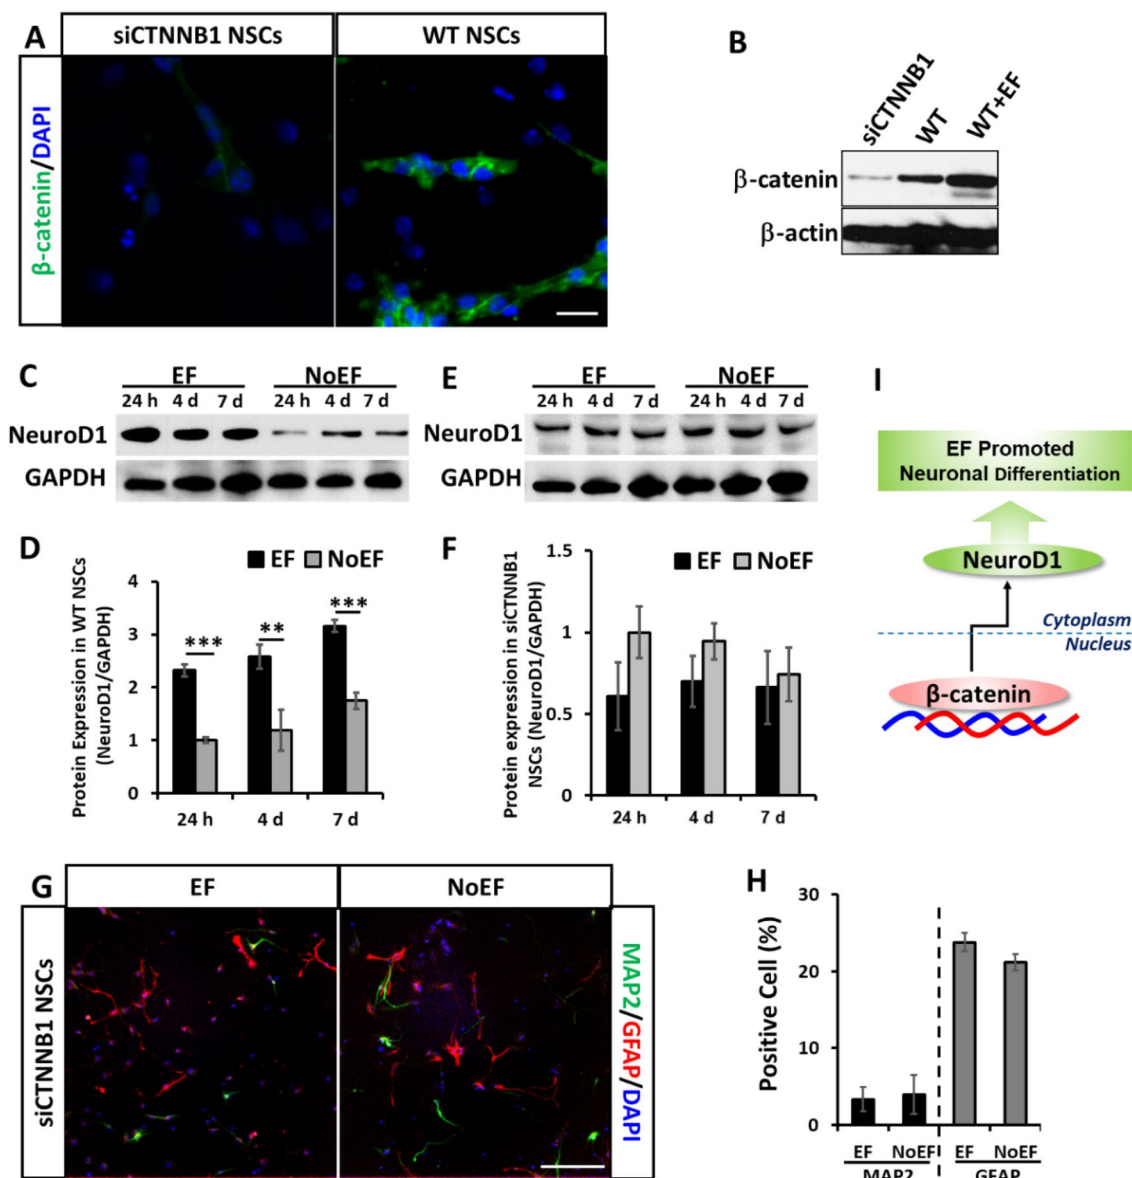 A
siCTNNB1 NSCs
WT NSCs
β-catenin/DAPI
B
siCTNNB1
WT
WT+EF
β-catenin
β-actin
C
EF
NoEF
24 h 4 d 7 d 24 h 4 d 7 d
NeuroD1
GAPDH
E
EF
NoEF
24 h 4 d 7 d 24 h 4 d 7 d
NeuroD1
GAPDH
D
EF NoEF
Protein Expression in WT NSCs
(NeuroD1/GAPDH)
4
3
2
1
0
***
**
***
24 h 4 d 7 d
F
EF NoEF
Protein expression in siCTNNB1
NSCs (NeuroD1/GAPDH)
1.5
1
0.5
0
24 h 4 d 7 d
I
EF Promoted
Neuronal Differentiation
NeuroD1
Cytoplasm
Nucleus
β-catenin
G
EF
NoEF
siCTNNB1 NSCs
MAP2/GFAP/DAPI
H
Positive Cell (%)
30
20
10
0
EF NoEF EF NoEF
MAP2 GFAP